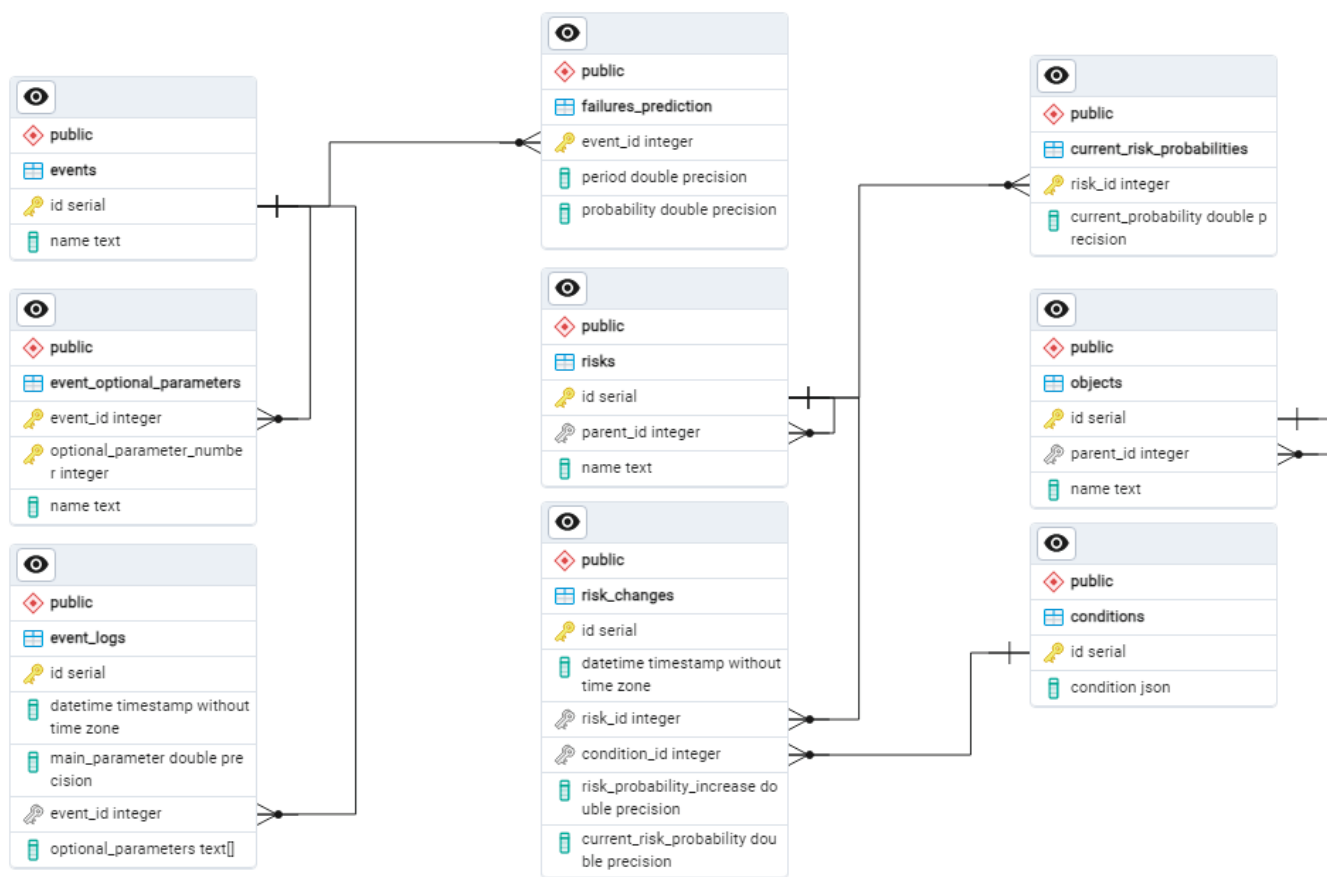 public
events
id serial
name text
public
event_optional_parameters
event_id integer
optional_parameter_numbe
r integer
name text
public
event_logs
id serial
datetime timestamp without
time zone
main_parameter double pre
cision
event_id integer
optional_parameters text[]
public
failures_prediction
event_id integer
period double precision
probability double precision
public
risks
id serial
parent_id integer
name text
public
risk_changes
id serial
datetime timestamp without
time zone
risk_id integer
condition_id integer
risk_probability_increase do
uble precision
current_risk_probability dou
ble precision
public
current_risk_probabilities
risk_id integer
current_probability double p
recision
public
objects
id serial
parent_id integer
name text
public
conditions
id serial
condition json